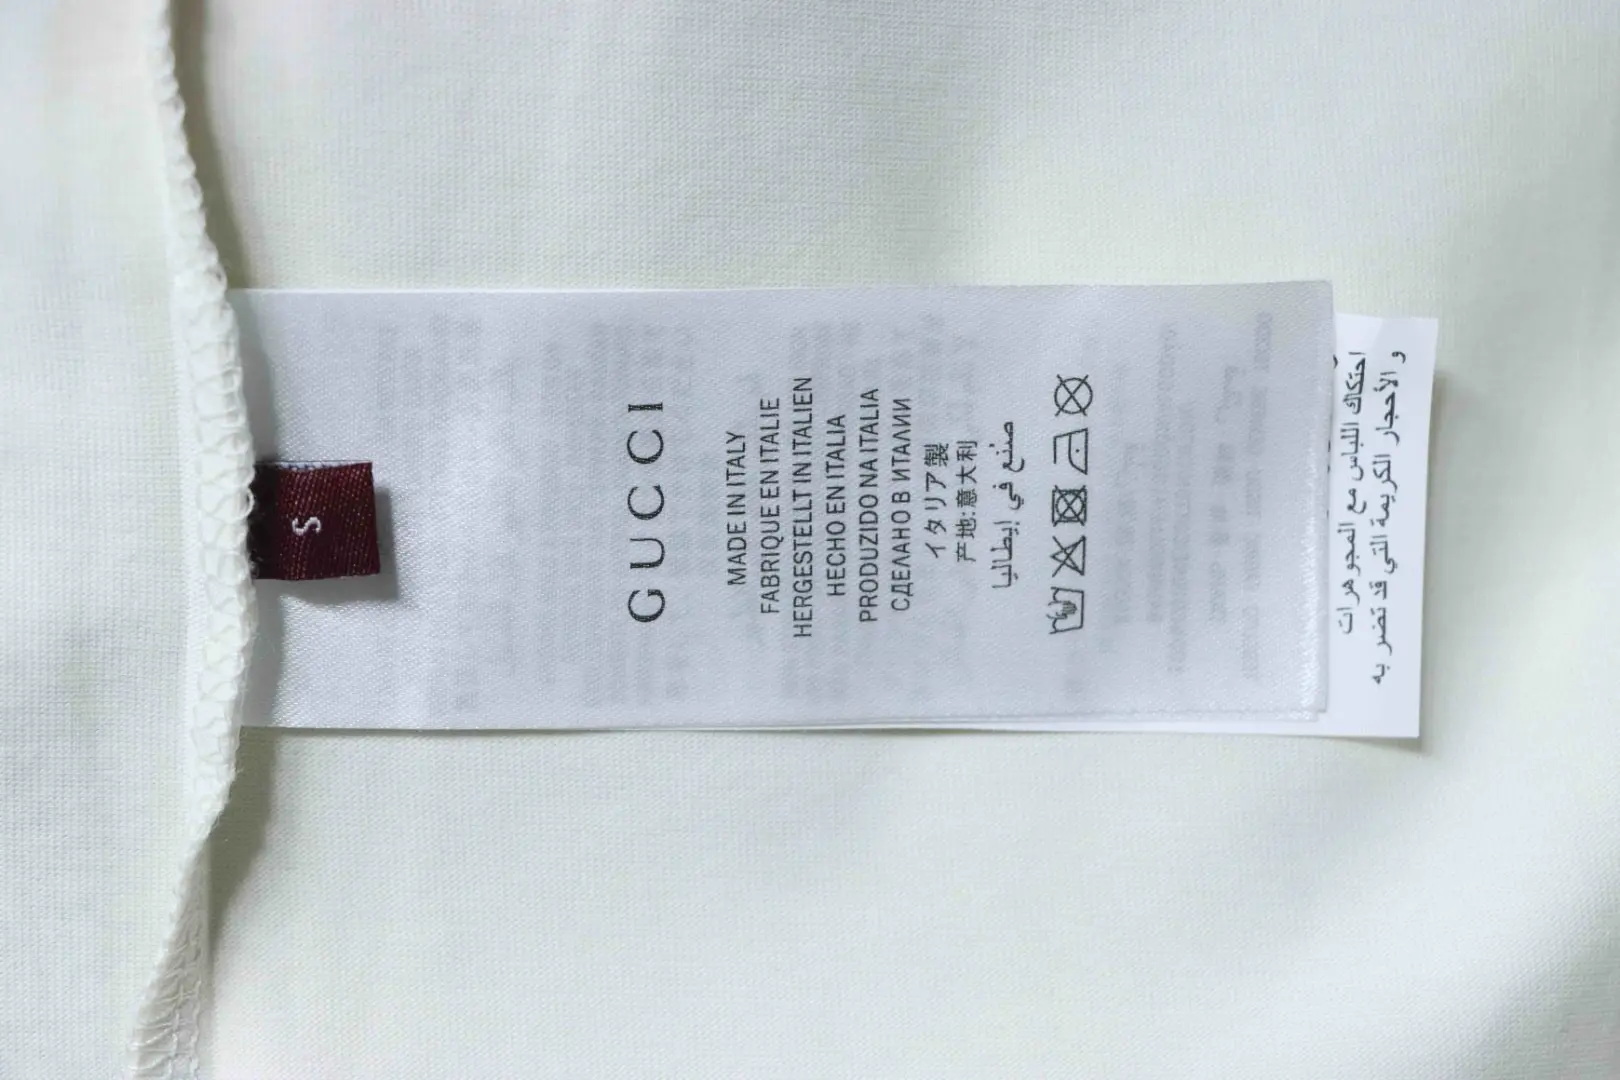 S
GUCCI
MADE IN ITALY
FABRIQUE EN ITALIE
HERGESTELLT IN ITALIEN
HECHO EN ITALIA
PRODUZIDO NA ITALIA
СДЕЛАНО В ИТАЛИИ
イタリア製
产地:意大利
صنع في إيطاليا
احتكاك اللباس مع المجوهرات
و الأحجار الكريمة التي قد تضر به